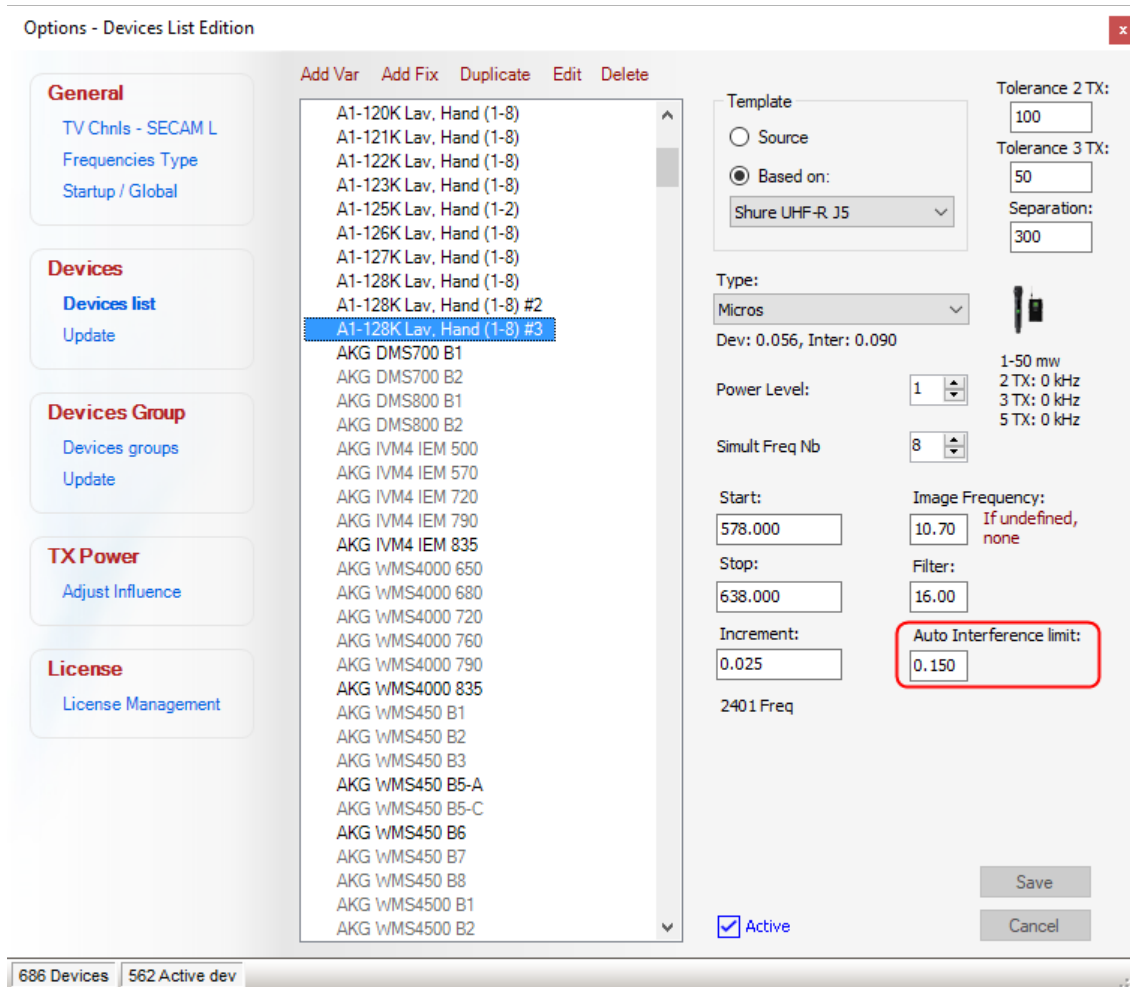 Options - Devices List Edition
x
General
TV Chnls - SECAM L
Frequencies Type
Startup / Global
Devices
Devices list
Update
Devices Group
Devices groups
Update
TX Power
Adjust Influence
License
License Management
Add Var Add Fix Duplicate Edit Delete
A1-120K Lav, Hand (1-8)
A1-121K Lav, Hand (1-8)
A1-122K Lav, Hand (1-8)
A1-123K Lav, Hand (1-8)
A1-125K Lav, Hand (1-2)
A1-126K Lav, Hand (1-8)
A1-127K Lav, Hand (1-8)
A1-128K Lav, Hand (1-8)
A1-128K Lav, Hand (1-8) #2
A1-128K Lav, Hand (1-8) #3
AKG DMS700 B1
AKG DMS700 B2
AKG DMS800 B1
AKG DMS800 B2
AKG IVM4 IEM 500
AKG IVM4 IEM 570
AKG IVM4 IEM 720
AKG IVM4 IEM 790
AKG IVM4 IEM 835
AKG WMS4000 650
AKG WMS4000 680
AKG WMS4000 720
AKG WMS4000 760
AKG WMS4000 790
AKG WMS4000 835
AKG WMS450 B1
AKG WMS450 B2
AKG WMS450 B3
AKG WMS450 B5-A
AKG WMS450 B5-C
AKG WMS450 B6
AKG WMS450 B7
AKG WMS450 B8
AKG WMS4500 B1
AKG WMS4500 B2
Template
Source
Based on:
Shure UHF-R J5
Tolerance 2 TX:
100
Tolerance 3 TX:
50
Separation:
300
Type:
Micros
Dev: 0.056, Inter: 0.090
1-50 mw
2 TX: 0 kHz
3 TX: 0 kHz
5 TX: 0 kHz
Power Level: 1
Simult Freq Nb 8
Start:
578.000
Stop:
638.000
Increment:
0.025
2401 Freq
Image Frequency:
10.70
If undefined,
none
Filter:
16.00
Auto Interference limit:
0.150
Active
Save
Cancel
686 Devices 562 Active dev